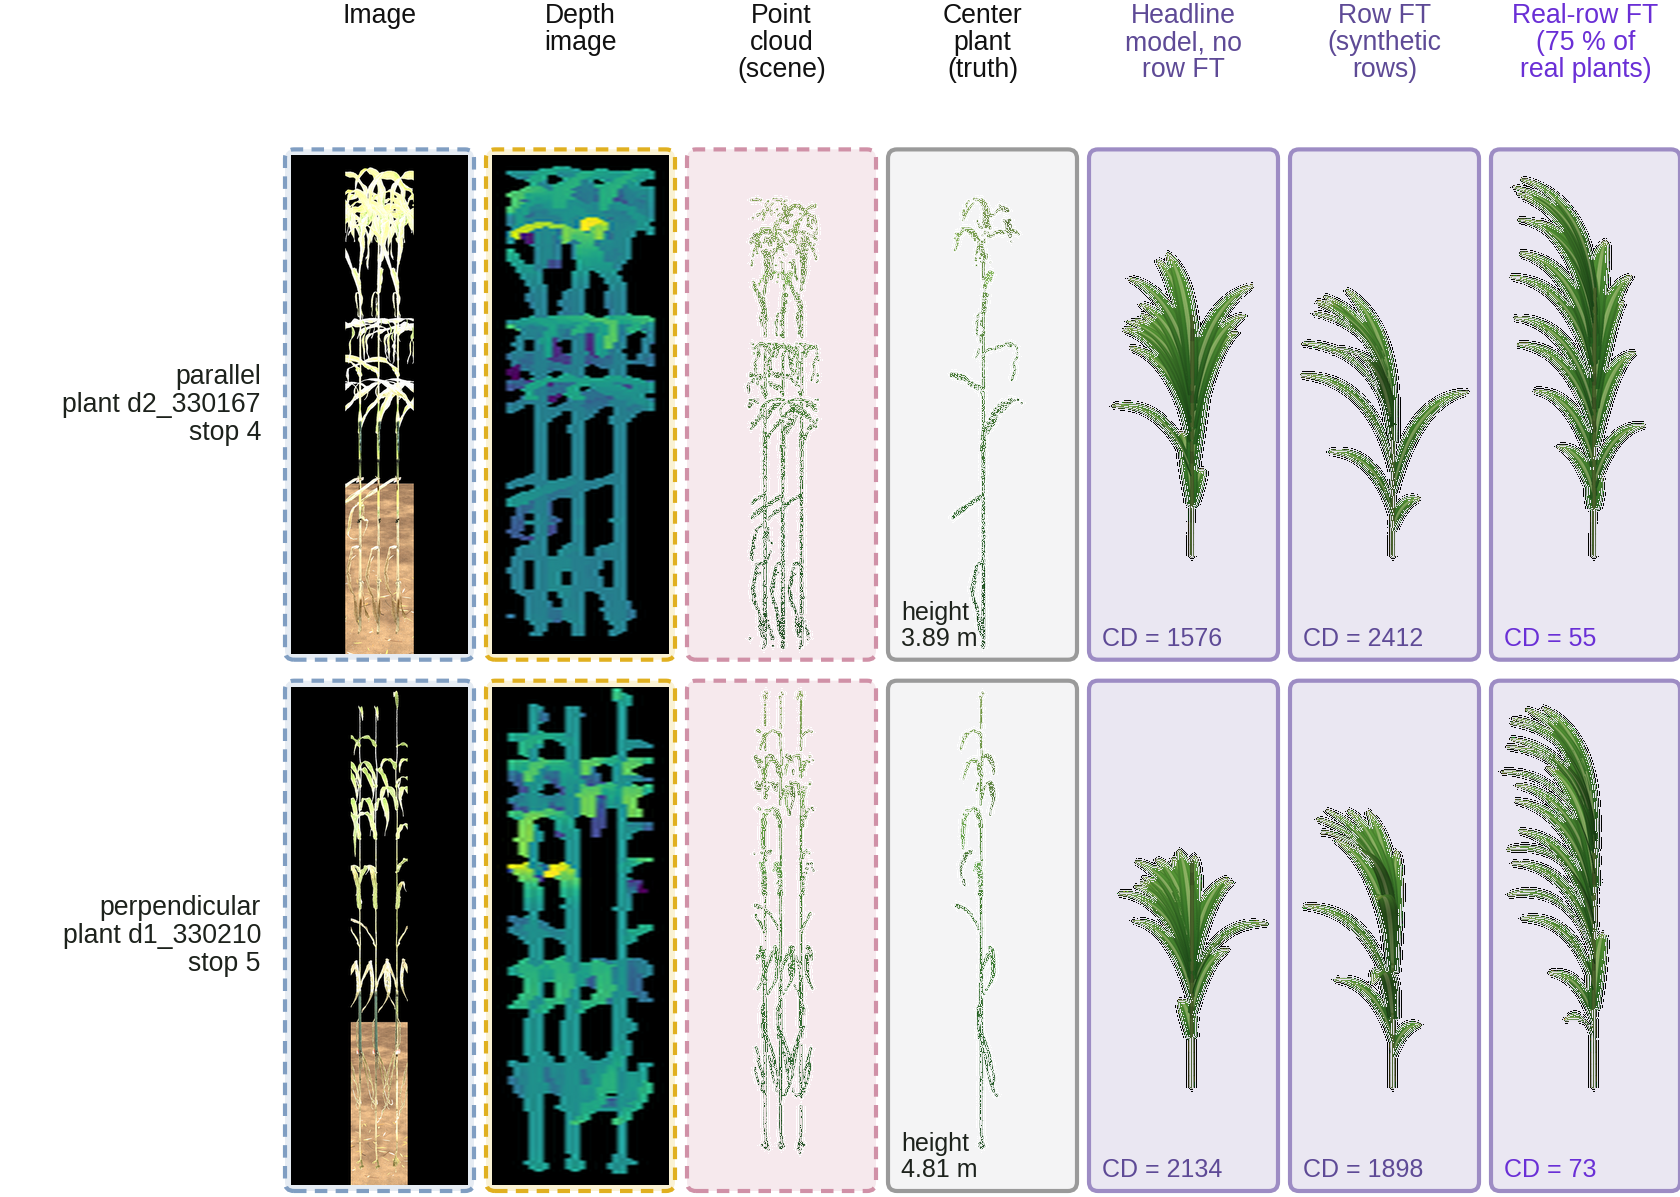 Image
Depth
image
Point
cloud
(scene)
Center
plant
(truth)
Headline
model, no
row FT
Row FT
(synthetic
rows)
Real-row FT
(75 % of
real plants)
parallel
plant d2_330167
stop 4
height
3.89 m
CD = 1576
CD = 2412
CD = 55
perpendicular
plant d1_330210
stop 5
height
4.81 m
CD = 2134
CD = 1898
CD = 73